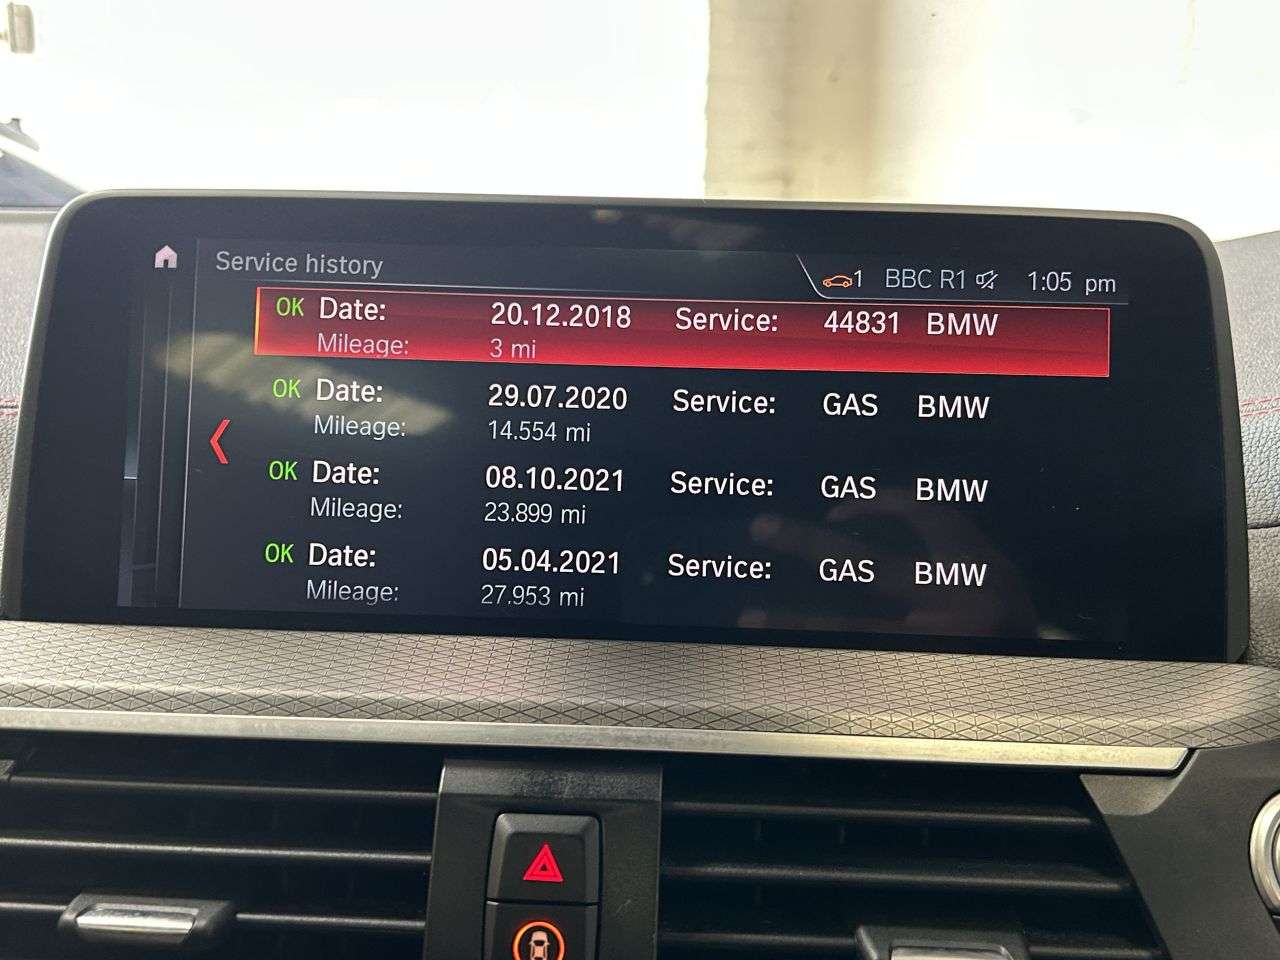 Service history 1 BBC R1 1:05 pm
OK Date: 20.12.2018 Service: 44831 BMW
Mileage: 3 mi
OK Date: 29.07.2020 Service: GAS BMW
Mileage: 14.554 mi
OK Date: 08.10.2021 Service: GAS BMW
Mileage: 23.899 mi
OK Date: 05.04.2021 Service: GAS BMW
Mileage: 27.953 mi